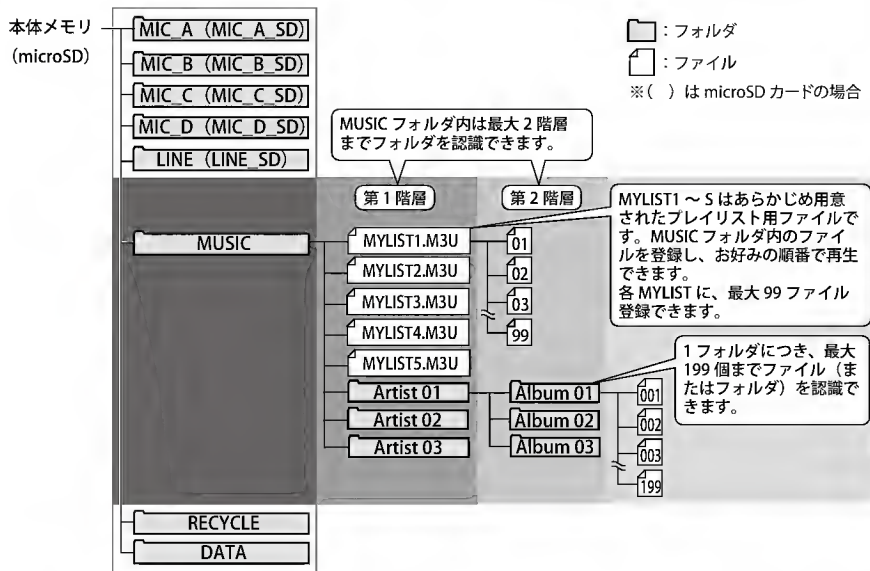 本体メモリ
(microSD)
MIC_A (MIC_A_SD)
MIC_B (MIC_B_SD)
MIC_C (MIC_C_SD)
MIC_D (MIC_D_SD)
LINE (LINE_SD)
:フォルダ
:ファイル
※( )は microSD カードの場合
MUSIC フォルダ内は最大 2 階層
までフォルダを認識できます。
第 1 階層
第 2 階層
MUSIC
MYLIST1.M3U
MYLIST2.M3U
MYLIST3.M3U
MYLIST4.M3U
MYLIST5.M3U
01
02
03
99
MYLIST1 ~ S はあらかじめ用意
されたプレイリスト用ファイルで
す。MUSIC フォルダ内のファイ
ルを登録し、お好みの順番で再生
できます。
各 MYLIST に、最大 99 ファイル
登録できます。
1 フォルダにつき、最大
199 個までファイル(ま
たはフォルダ)を認識で
きます。
Artist 01
Artist 02
Artist 03
Album 01
Album 02
Album 03
001
002
003
199
RECYCLE
DATA